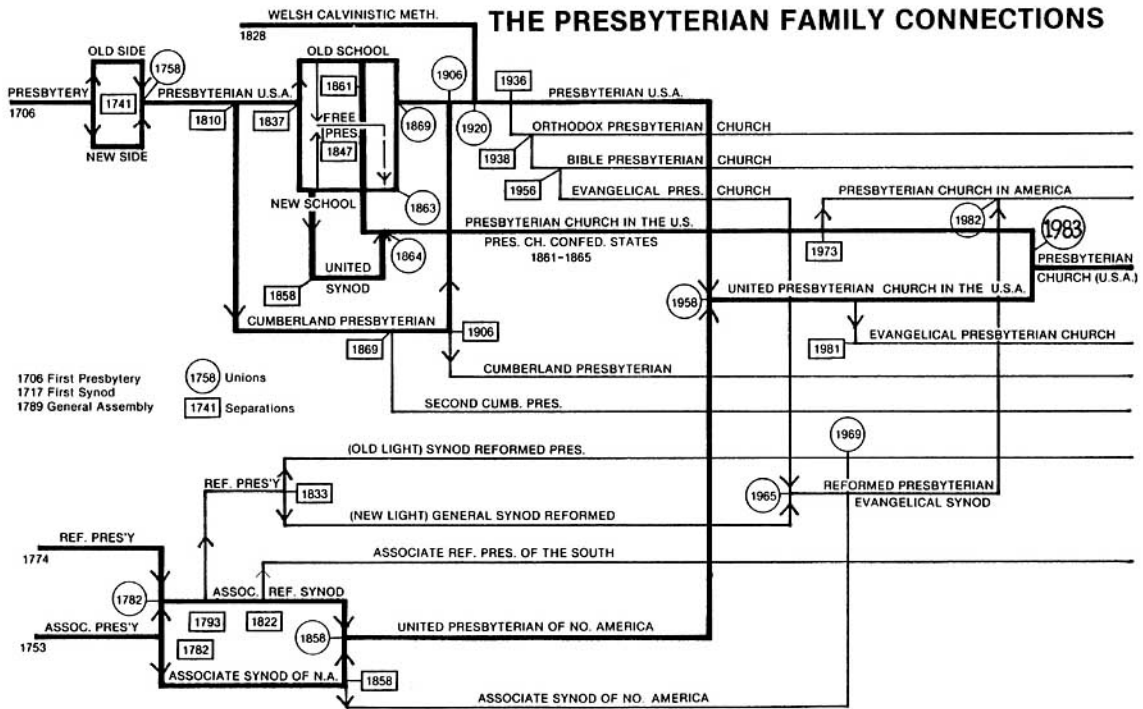 THE PRESBYTERIAN FAMILY CONNECTIONS
WELSH CALVINISTIC METH.
1828
OLD SIDE
1758
OLD SCHOOL
1906
1936
PRESBYTERY
1706
1741
PRESBYTERIAN U.S.A.
1861
PRESBYTERIAN U.S.A.
1810
1837
FREE
PRES.
1847
1869
1920
ORTHODOX PRESBYTERIAN CHURCH
1938
NEW SIDE
BIBLE PRESBYTERIAN CHURCH
1956
EVANGELICAL PRES. CHURCH
PRESBYTERIAN CHURCH IN AMERICA
NEW SCHOOL
1863
1982
PRESBYTERIAN CHURCH IN THE U.S.
1983
PRES. CH. CONFED. STATES
1861-1865
1864
1973
PRESBYTERIAN
CHURCH (U.S.A.)
UNITED
SYNOD
1858
1958
UNITED PRESBYTERIAN CHURCH IN THE U.S.A.
CUMBERLAND PRESBYTERIAN
1869
1906
1981
EVANGELICAL PRESBYTERIAN CHURCH
CUMBERLAND PRESBYTERIAN
1706 First Presbytery
1717 First Synod
1789 General Assembly
1758 Unions
1741 Separations
SECOND CUMB. PRES.
1969
(OLD LIGHT) SYNOD REFORMED PRES.
REF. PRES'Y
1833
1965
REFORMED PRESBYTERIAN
EVANGELICAL SYNOD
(NEW LIGHT) GENERAL SYNOD REFORMED
REF. PRES'Y
1774
ASSOCIATE REF. PRES. OF THE SOUTH
1782
ASSOC. REF. SYNOD
1793
1822
ASSOC. PRES'Y
1753
1782
1858
UNITED PRESBYTERIAN OF NO. AMERICA
ASSOCIATE SYNOD OF N.A.
1858
ASSOCIATE SYNOD OF NO. AMERICA